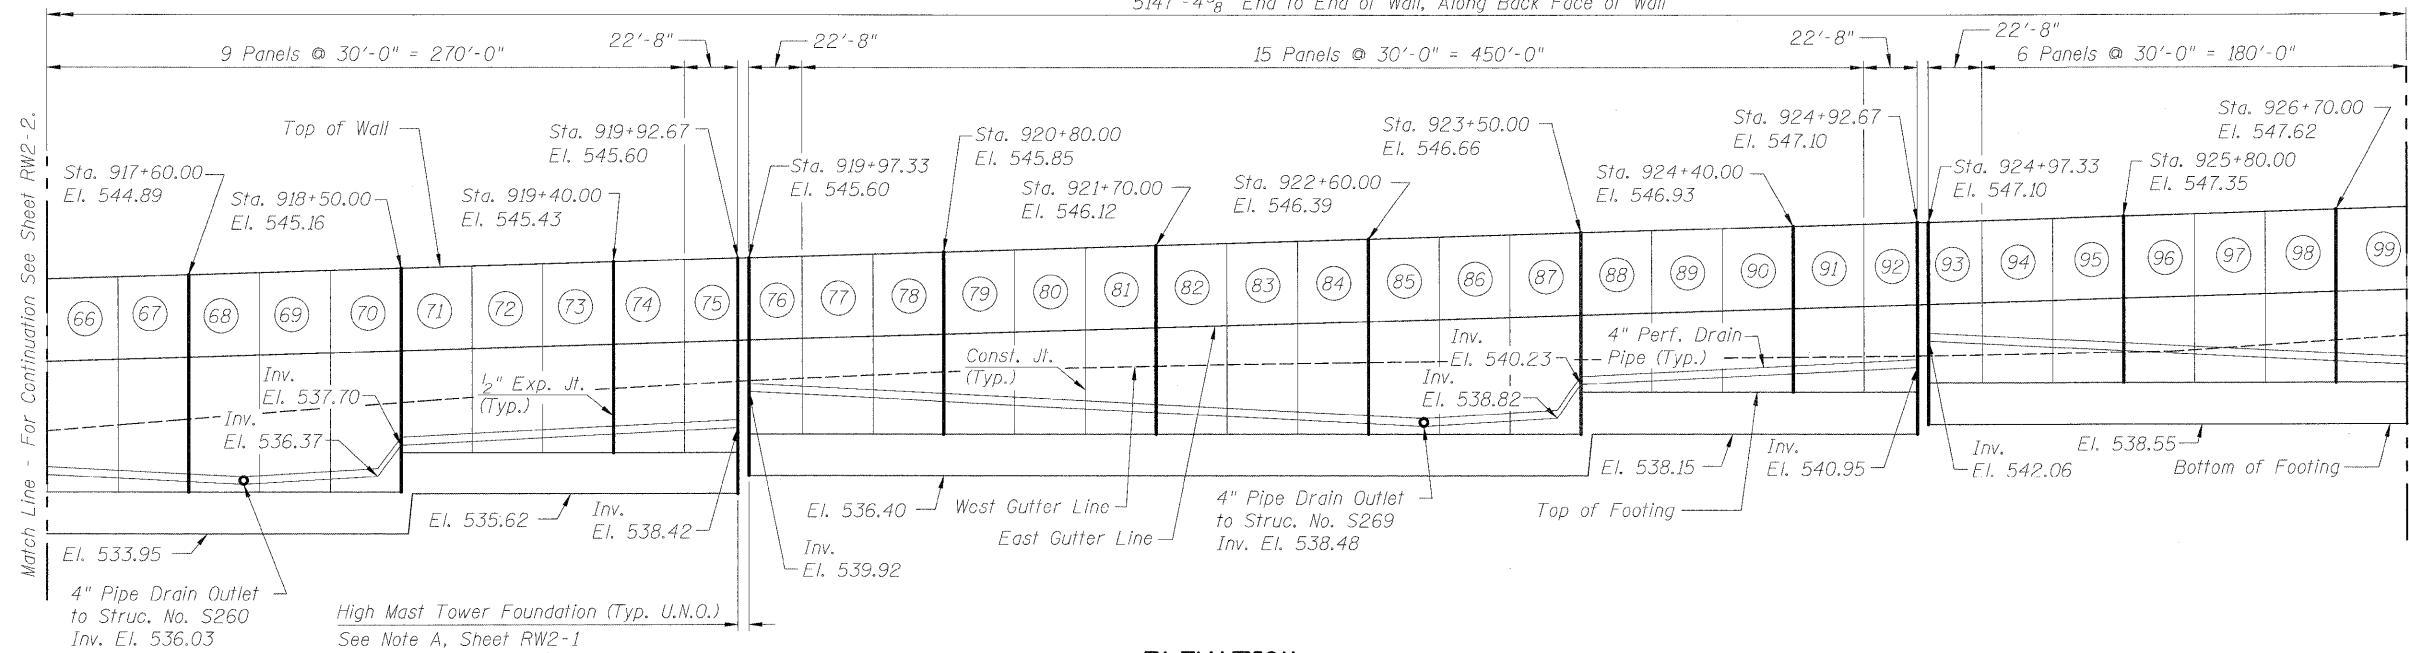 5147'-4⅝" End to End of Wall, Along Back Face of Wall
9 Panels @ 30'-0" = 270'-0"
22'-8"
22'-8"
15 Panels @ 30'-0" = 450'-0"
22'-8"
22'-8"
6 Panels @ 30'-0" = 180'-0"
Match Line - For Continuation See Sheet RW2-2.
Top of Wall
Sta. 917+60.00
El. 544.89
Sta. 918+50.00
El. 545.16
Sta. 919+40.00
El. 545.43
Sta. 919+92.67
El. 545.60
Sta. 919+97.33
El. 545.60
Sta. 920+80.00
El. 545.85
Sta. 921+70.00
El. 546.12
Sta. 922+60.00
El. 546.39
Sta. 923+50.00
El. 546.66
Sta. 924+40.00
El. 546.93
Sta. 924+92.67
El. 547.10
Sta. 924+97.33
El. 547.10
Sta. 925+80.00
El. 547.35
Sta. 926+70.00
El. 547.62
66 67 68 69 70 71 72 73 74 75 76 77 78 79 80 81 82 83 84 85 86 87 88 89 90 91 92 93 94 95 96 97 98 99
Inv.
El. 537.70
Inv.
El. 536.37
½" Exp. Jt.
(Typ.)
Const. Jt.
(Typ.)
Inv.
El. 540.23
Inv.
El. 538.82
4" Perf. Drain
Pipe (Typ.)
El. 533.95
El. 535.62
Inv.
El. 538.42
Inv.
El. 539.92
El. 536.40
West Gutter Line
East Gutter Line
4" Pipe Drain Outlet
to Struc. No. S269
Inv. El. 538.48
El. 538.15
Top of Footing
Inv.
El. 540.95
Inv.
El. 542.06
El. 538.55
Bottom of Footing
4" Pipe Drain Outlet
to Struc. No. S260
Inv. El. 536.03
High Mast Tower Foundation (Typ. U.N.O.)
See Note A, Sheet RW2-1
ELEVATION